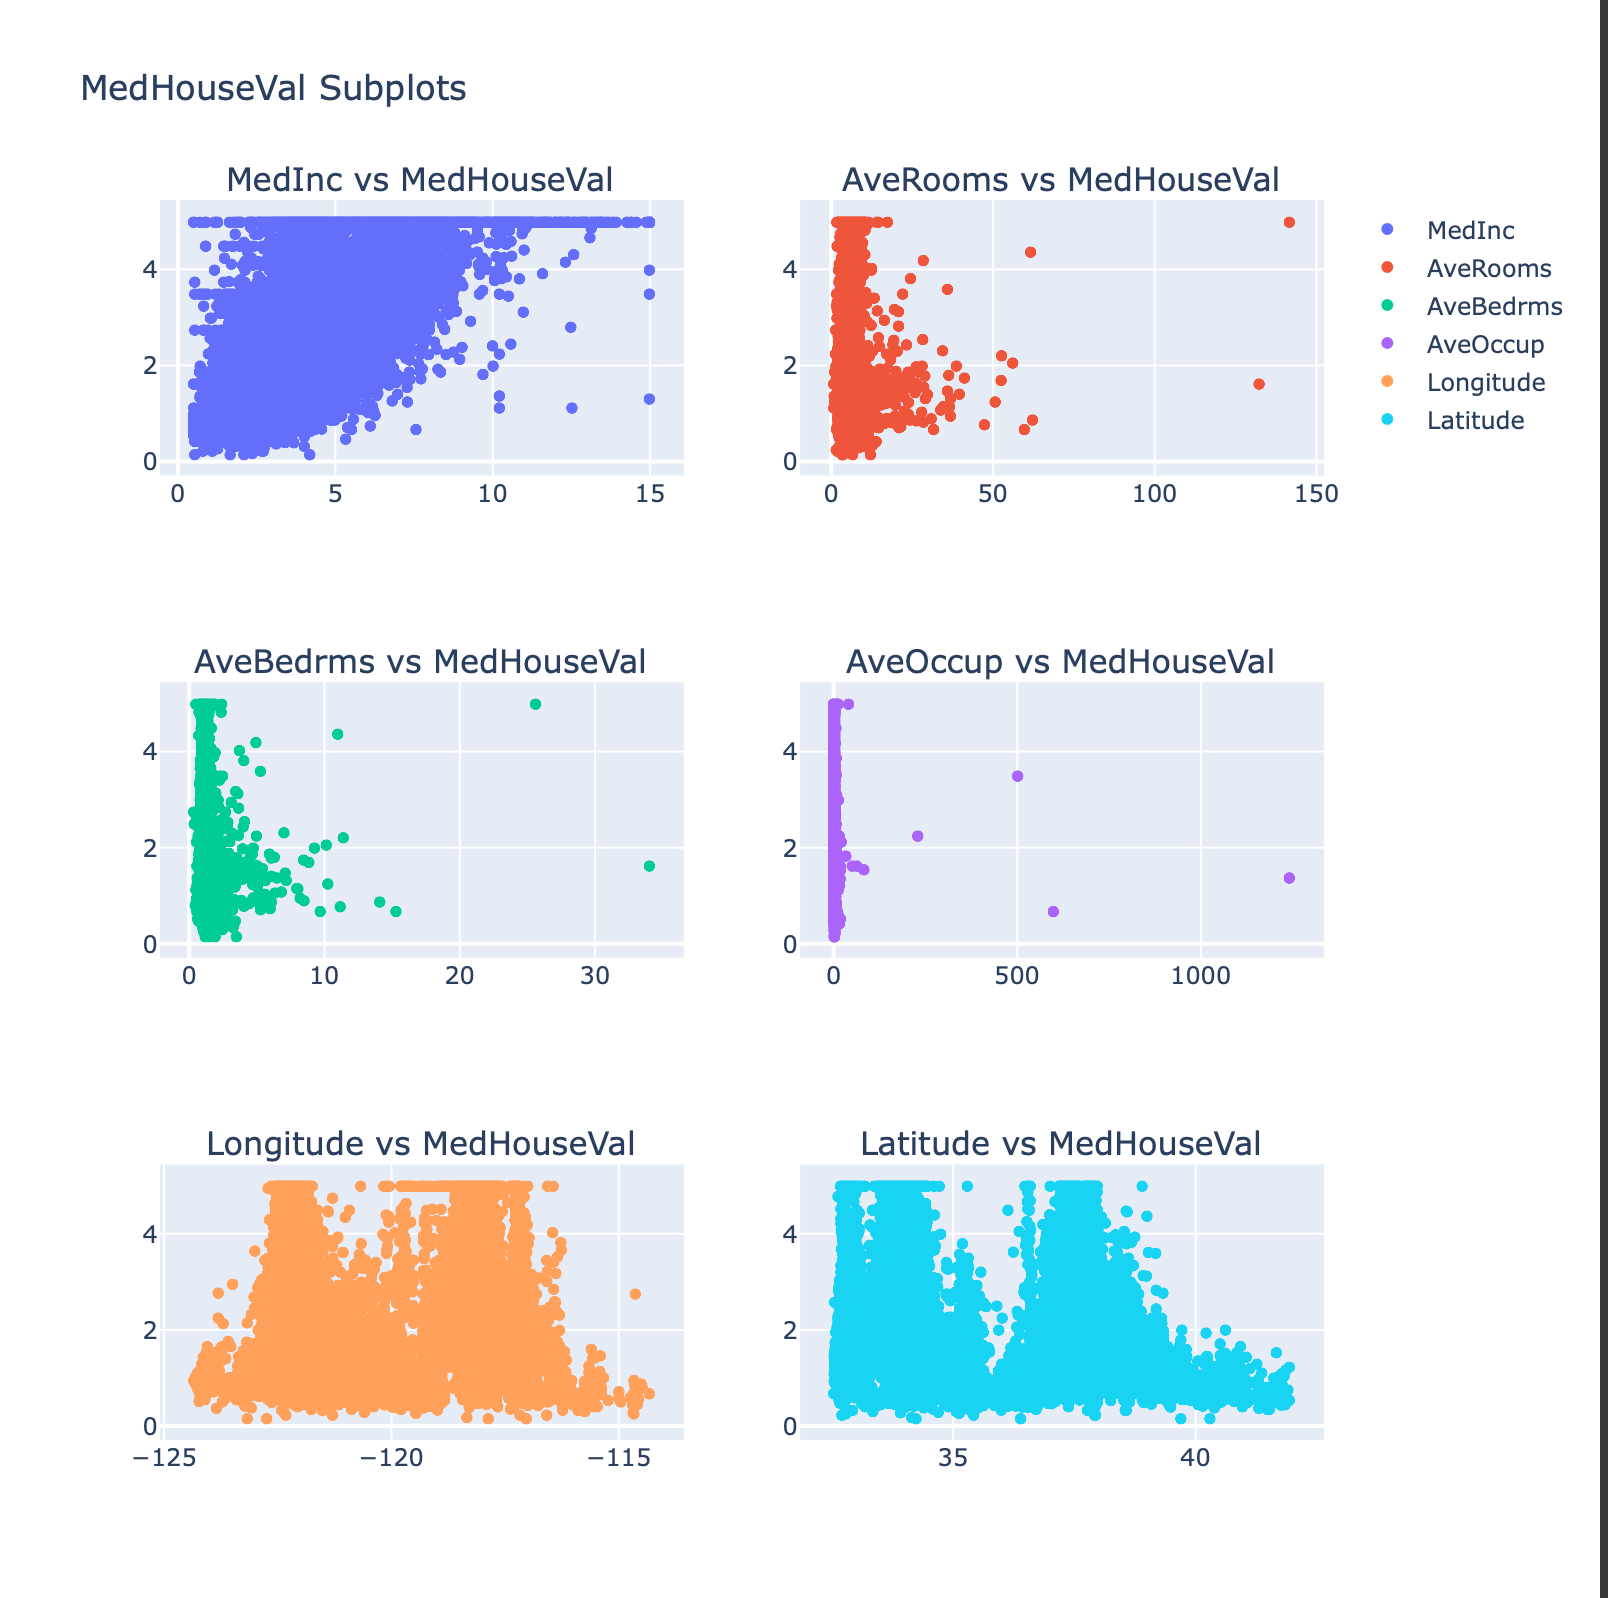 MedHouseVal Subplots
MedInc vs MedHouseVal
4
2
0
0 5 10 15
AveRooms vs MedHouseVal
4
2
0
0 50 100 150
MedInc
AveRooms
AveBedrms
AveOccup
Longitude
Latitude
AveBedrms vs MedHouseVal
4
2
0
0 10 20 30
AveOccup vs MedHouseVal
4
2
0
0 500 1000
Longitude vs MedHouseVal
4
2
0
−125 −120 −115
Latitude vs MedHouseVal
4
2
0
35 40